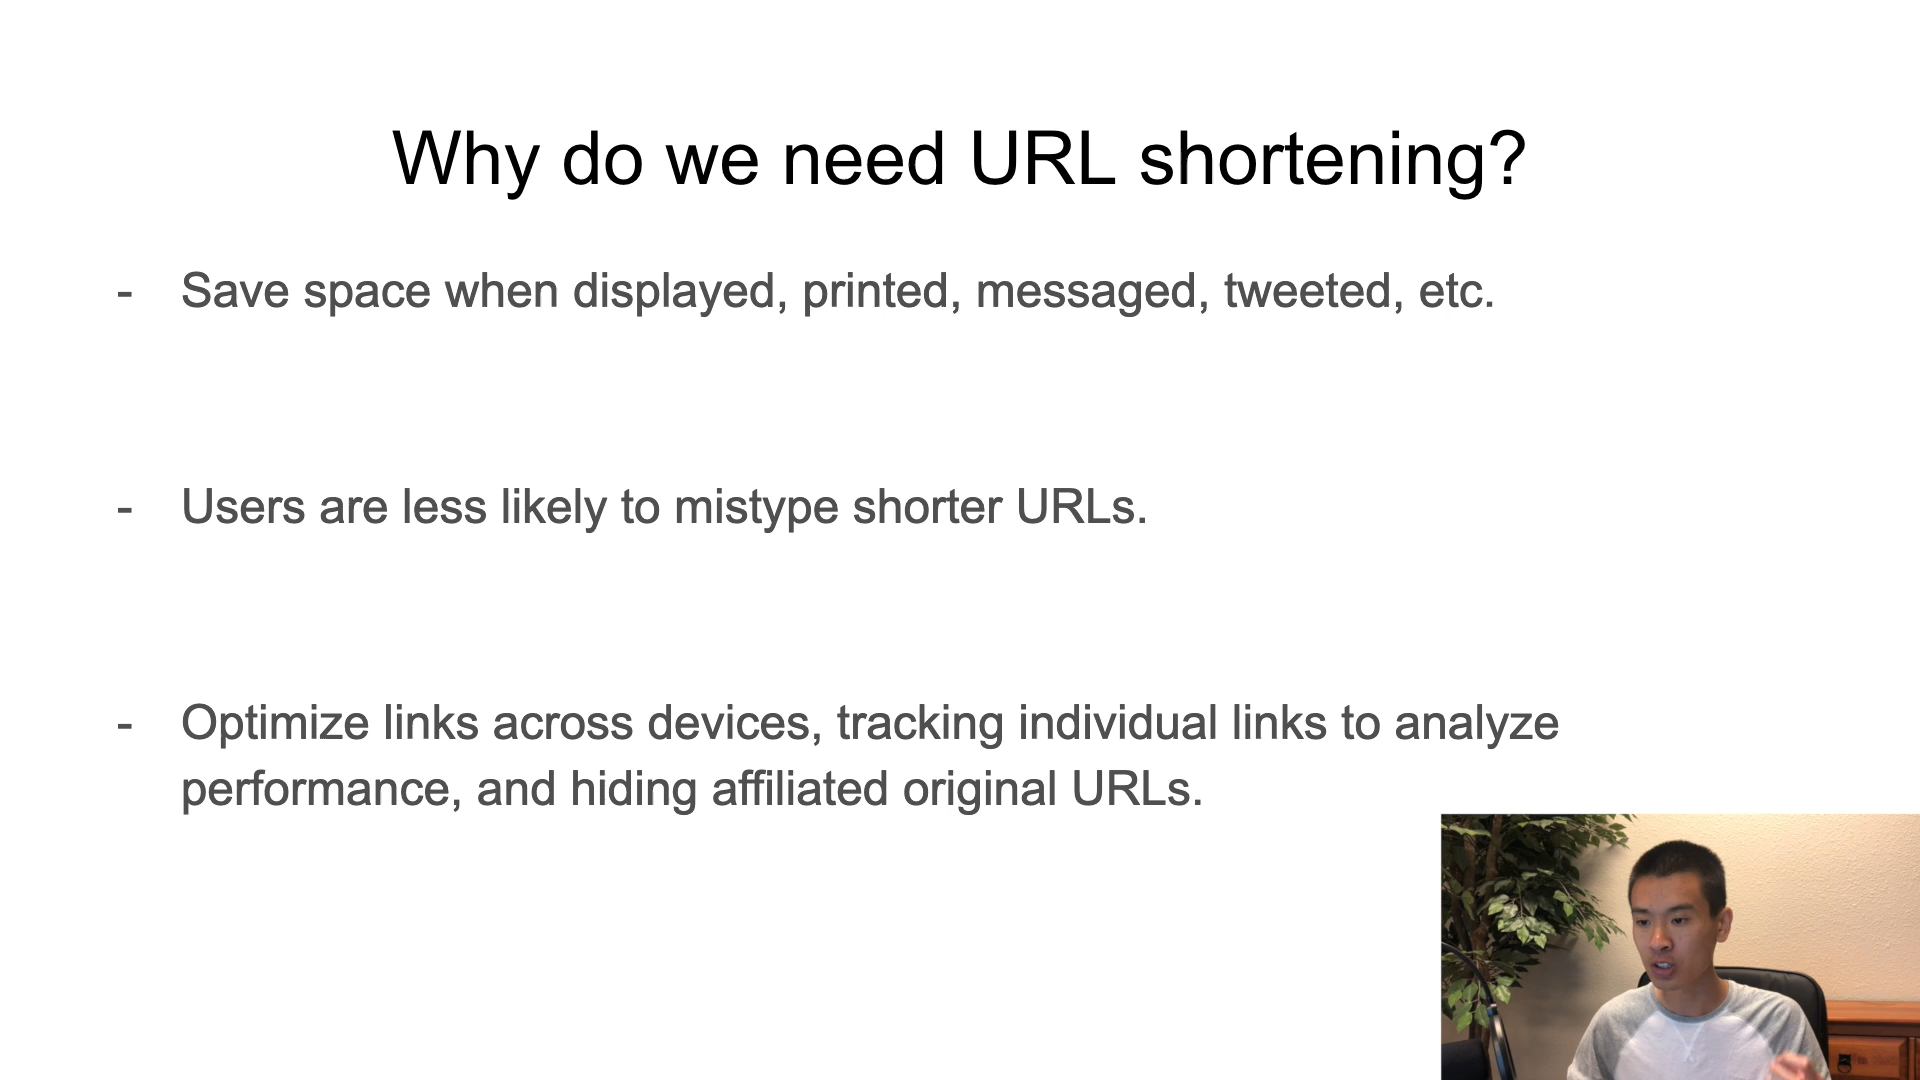 Why do we need URL shortening?
- Save space when displayed, printed, messaged, tweeted, etc.
- Users are less likely to mistype shorter URLs.
- Optimize links across devices, tracking individual links to analyze
performance, and hiding affiliated original URLs.